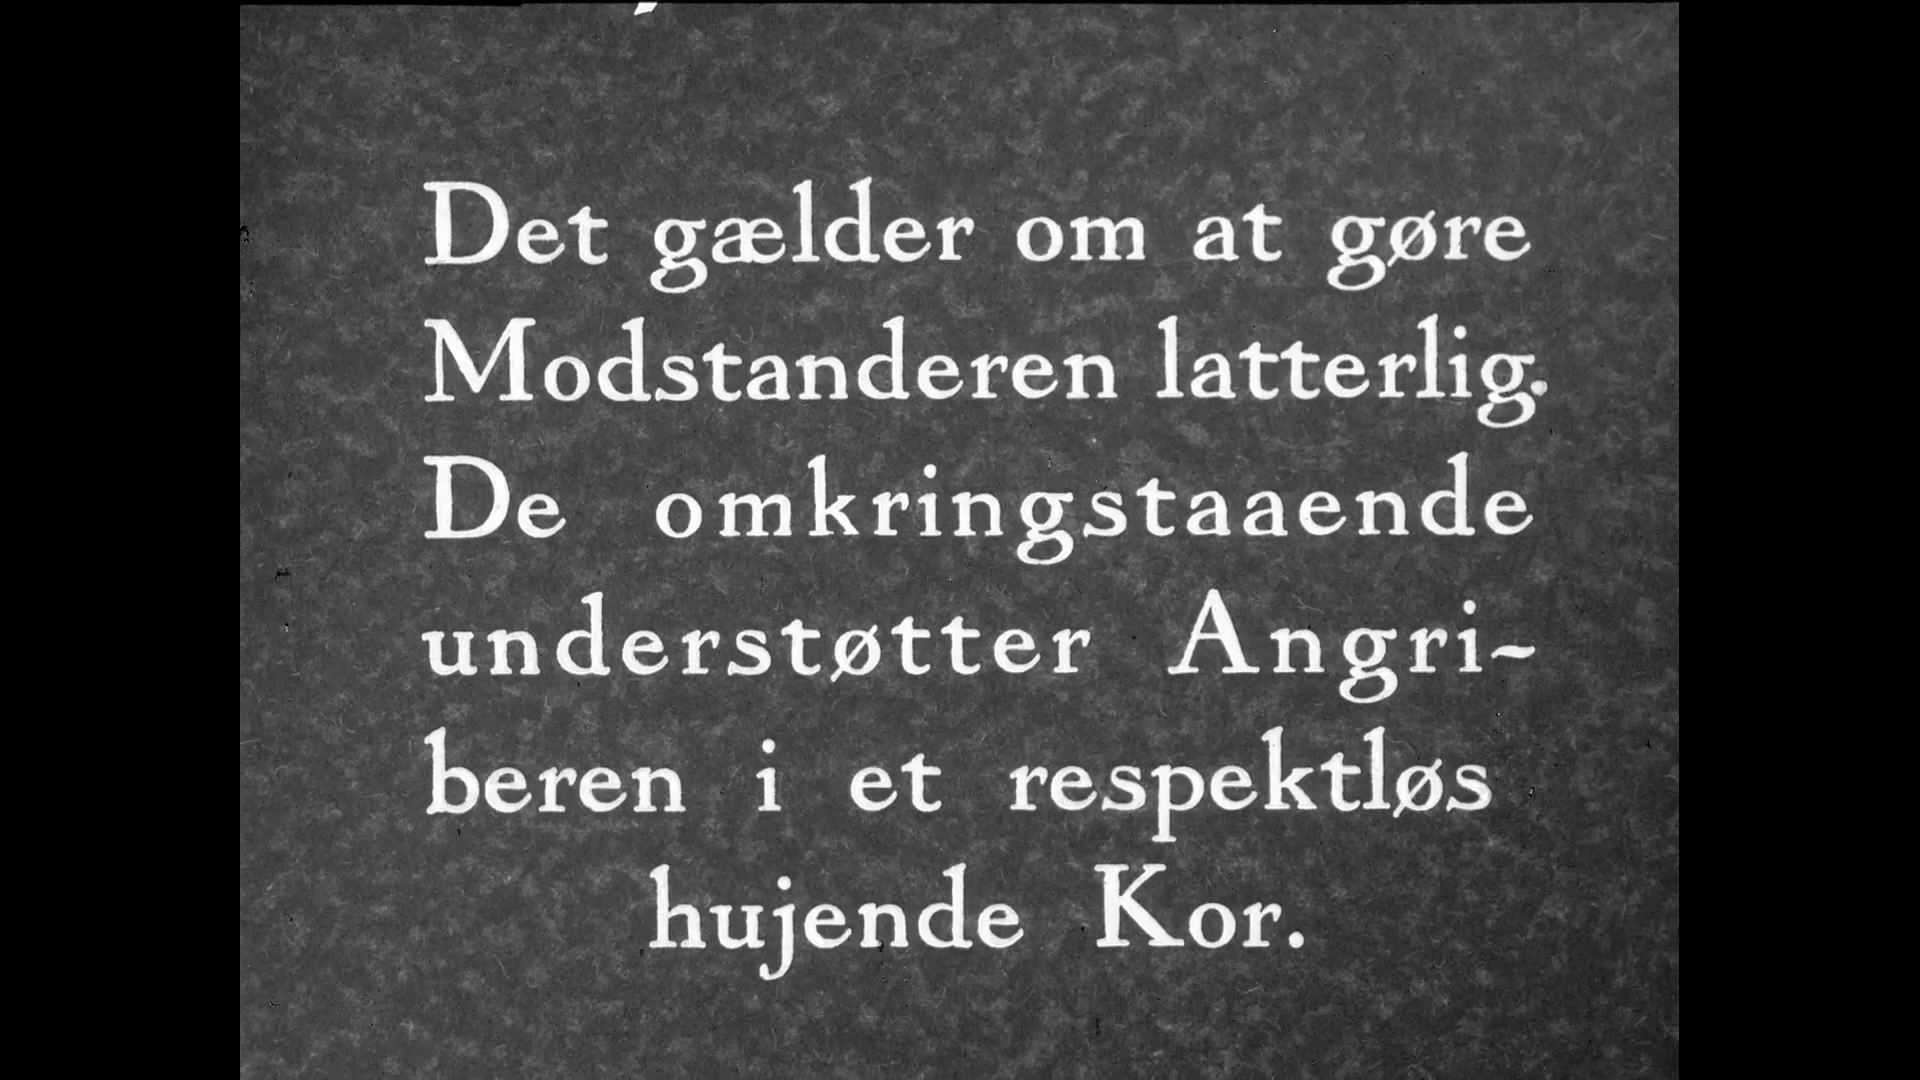 Det gælder om at gøre
Modstanderen latterlig.
De omkringstaaende
understøtter Angri-
beren i et respektløs
hujende Kor.